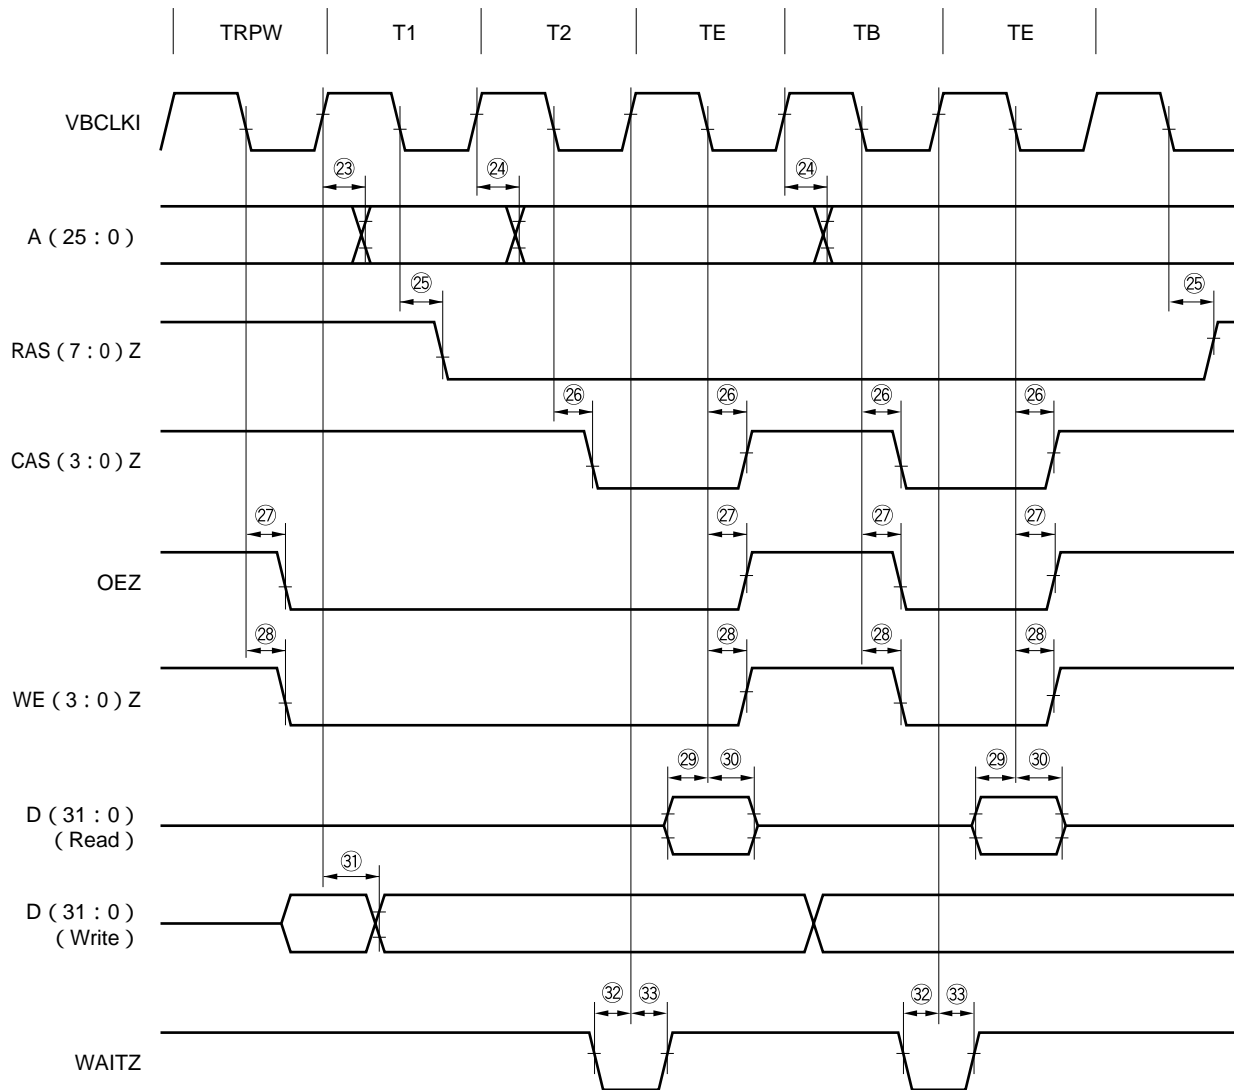 TRPW T1 T2 TE TB TE
VBCLKI
㉓ ㉔ ㉔
A ( 25 : 0 )
㉕ ㉕
RAS ( 7 : 0 ) Z
㉖ ㉖ ㉖ ㉖
CAS ( 3 : 0 ) Z
㉗ ㉗ ㉗ ㉗
OEZ
㉘ ㉘ ㉘ ㉘
WE ( 3 : 0 ) Z
㉙ ㉚ ㉙ ㉚
D ( 31 : 0 )
( Read )
㉛
D ( 31 : 0 )
( Write )
㉜ ㉝ ㉜ ㉝
WAITZ